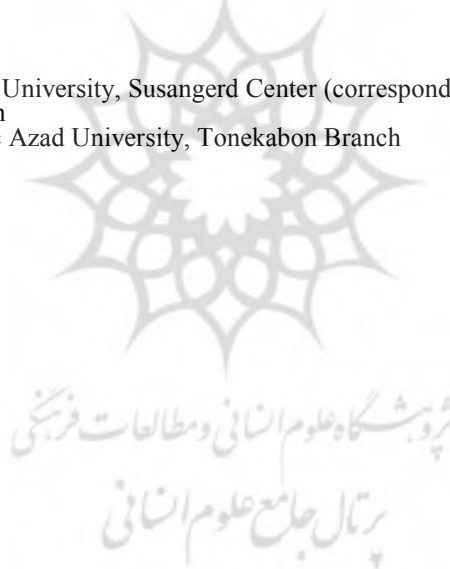 University, Susangerd Center (correspond
n
Azad University, Tonekabon Branch
پژوهشگاه علوم انسانی و مطالعات فرهنگی
پرتال جامع علوم انسانی